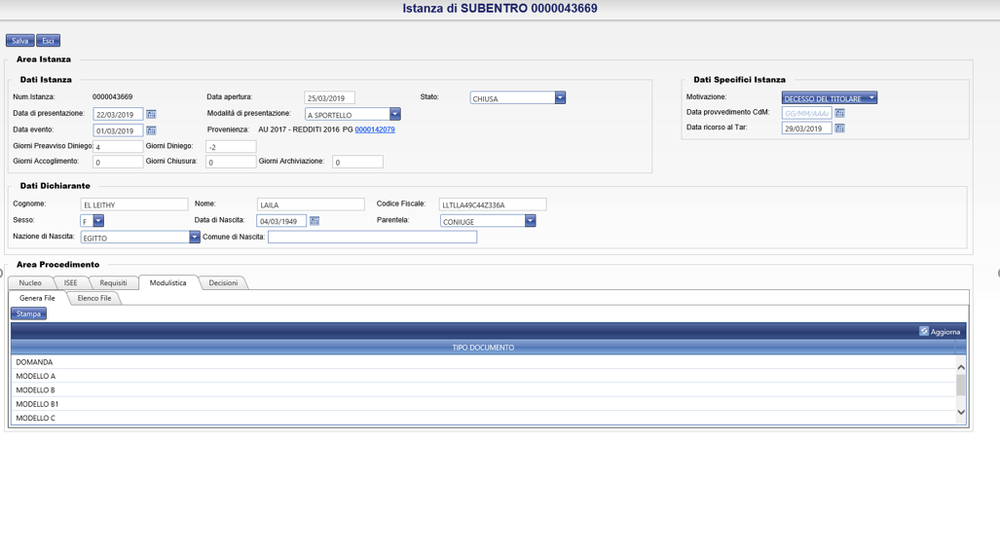 Istanza di SUBENTRO 0000043669
Salva Esci
Area Istanza
Dati Istanza
Num.Istanza: 0000043669 Data apertura: 25/03/2019 Stato: CHIUSA
Data di presentazione: 22/03/2019 Modalità di presentazione: A SPORTELLO
Data evento: 01/03/2019 Provenienza: AU 2017 - REDDITI 2016 PG 0000142079
Giorni Preavviso Diniego: 4 Giorni Diniego: -2
Giorni Accoglimento: 0 Giorni Chiusura: 0 Giorni Archiviazione: 0
Dati Specifici Istanza
Motivazione: DECESSO DEL TITOLARE
Data provvedimento CdM: GG/MM/AAAA
Data ricorso al Tar: 29/03/2019
Dati Dichiarante
Cognome: EL LEITHY Nome: LAILA Codice Fiscale: LLTLLA49C44Z336A
Sesso: F Data di Nascita: 04/03/1949 Parentela: CONIUGE
Nazione di Nascita: EGITTO Comune di Nascita:
Area Procedimento
Nucleo ISEE Requisiti Modulistica Decisioni
Genera File Elenco File
Stampa
Aggiorna
TIPO DOCUMENTO
DOMANDA
MODELLO A
MODELLO B
MODELLO B1
MODELLO C